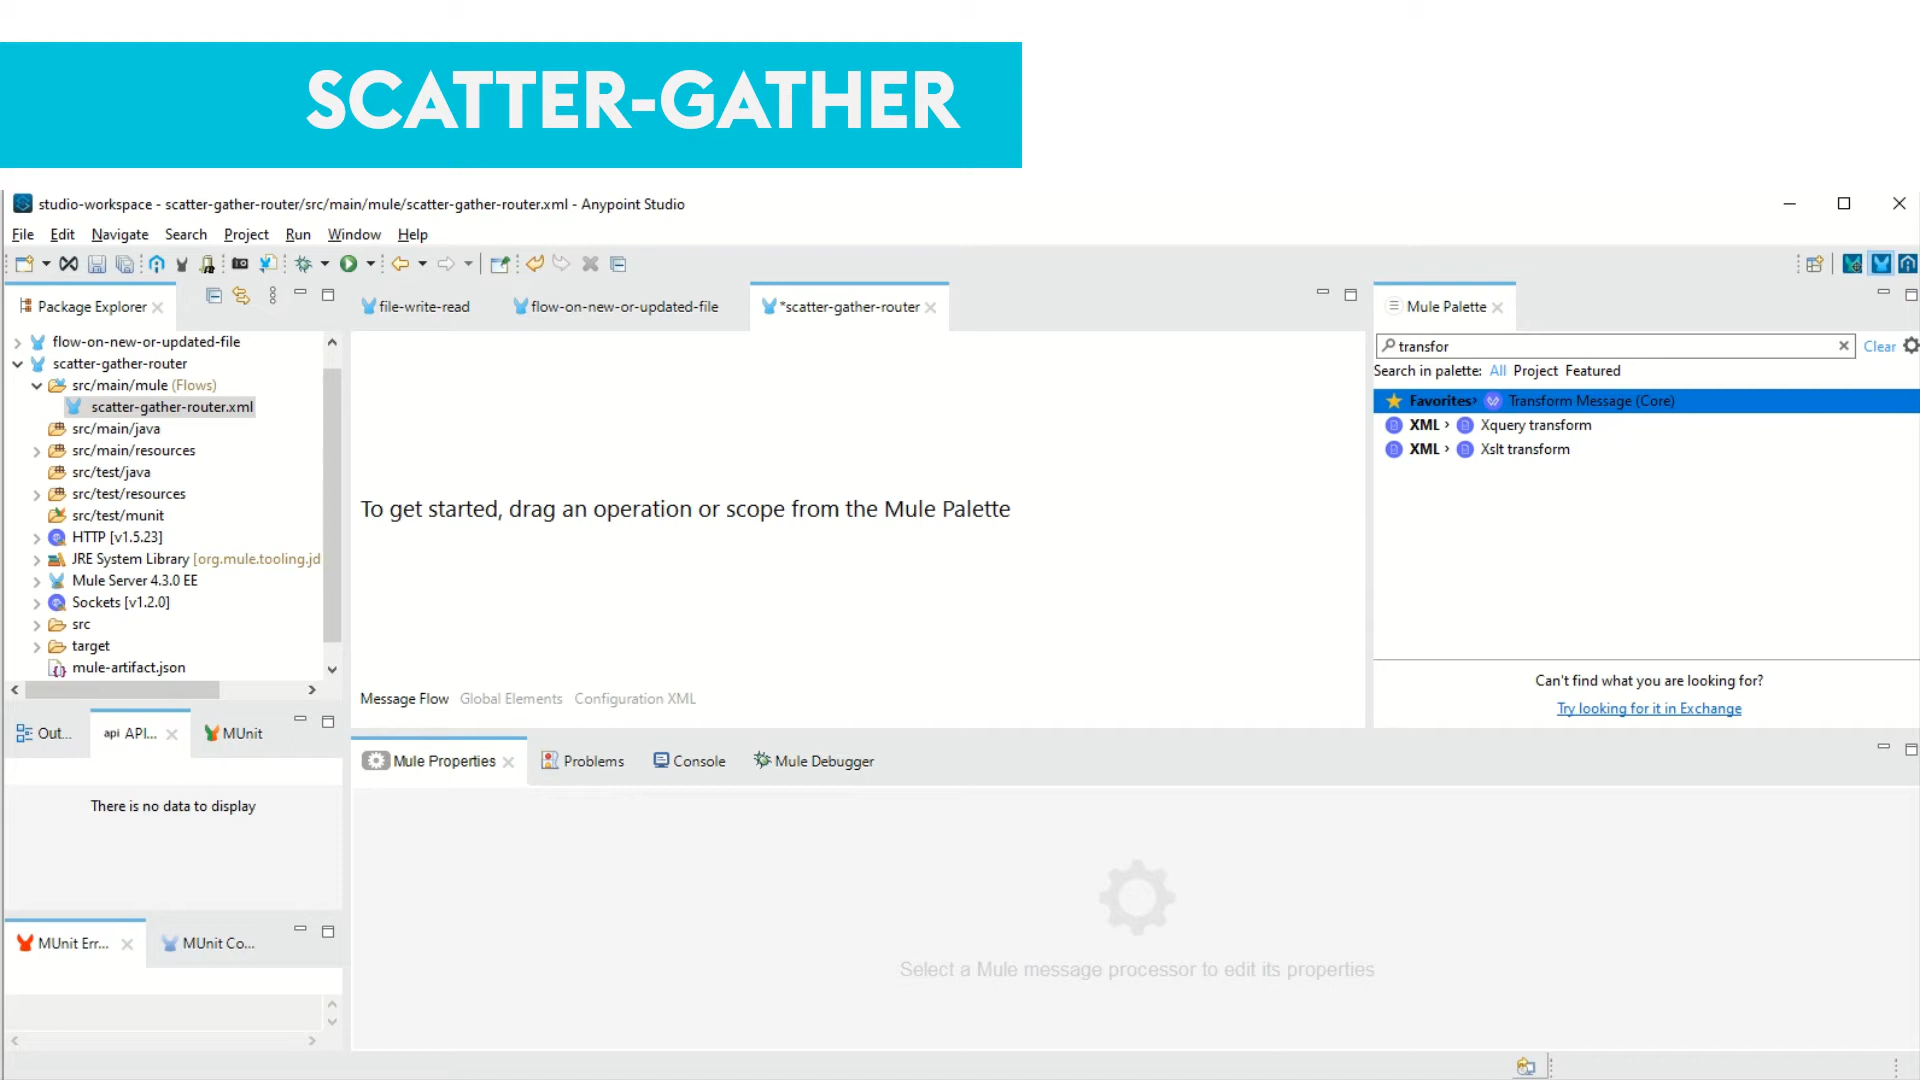 SCATTER-GATHER
studio-workspace - scatter-gather-router/src/main/mule/scatter-gather-router.xml - Anypoint Studio
File Edit Navigate Search Project Run Window Help
Package Explorer
flow-on-new-or-updated-file
scatter-gather-router
src/main/mule (Flows)
scatter-gather-router.xml
src/main/java
src/main/resources
src/test/java
src/test/resources
src/test/munit
HTTP [v1.5.23]
JRE System Library [org.mule.tooling.jd
Mule Server 4.3.0 EE
Sockets [v1.2.0]
src
target
mule-artifact.json
file-write-read flow-on-new-or-updated-file *scatter-gather-router
To get started, drag an operation or scope from the Mule Palette
Message Flow Global Elements Configuration XML
Mule Palette
transfor
Clear
Search in palette: All Project Featured
Favorites> Transform Message (Core)
XML > Xquery transform
XML > Xslt transform
Can't find what you are looking for?
Try looking for it in Exchange
Out... api API... MUnit
There is no data to display
MUnit Err... MUnit Co...
Mule Properties Problems Console Mule Debugger
Select a Mule message processor to edit its properties